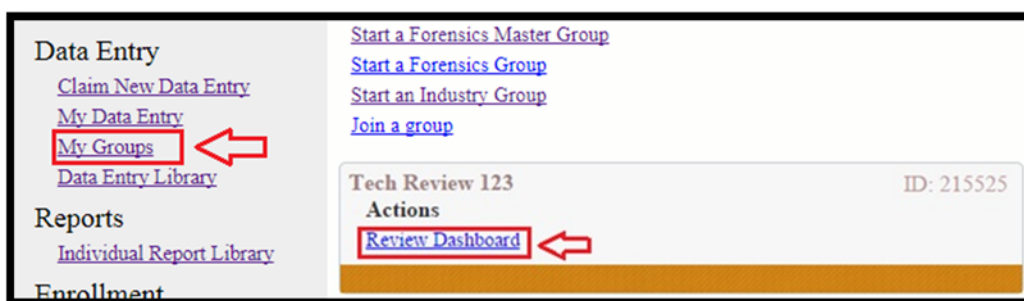 Data Entry
Claim New Data Entry
My Data Entry
My Groups
Data Entry Library
Reports
Individual Report Library
Enrollment
Start a Forensics Master Group
Start a Forensics Group
Start an Industry Group
Join a group
Tech Review 123 ID: 215525
Actions
Review Dashboard